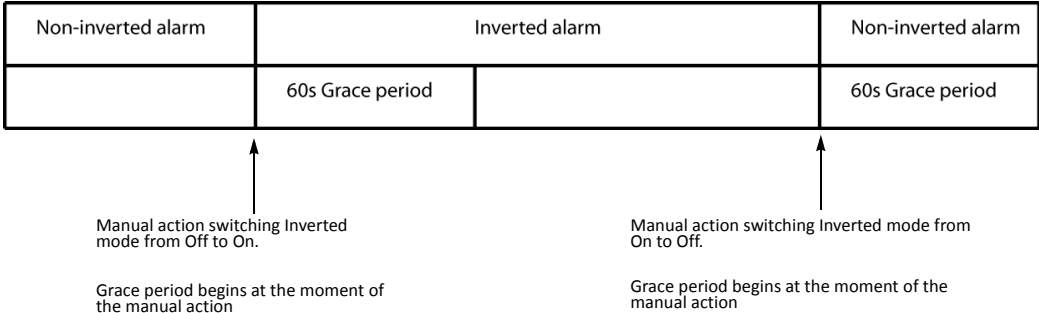 Non-inverted alarm
Inverted alarm
Non-inverted alarm
60s Grace period
60s Grace period
Manual action switching Inverted
mode from Off to On.
Grace period begins at the moment of
the manual action
Manual action switching Inverted mode from
On to Off.
Grace period begins at the moment of the
manual action